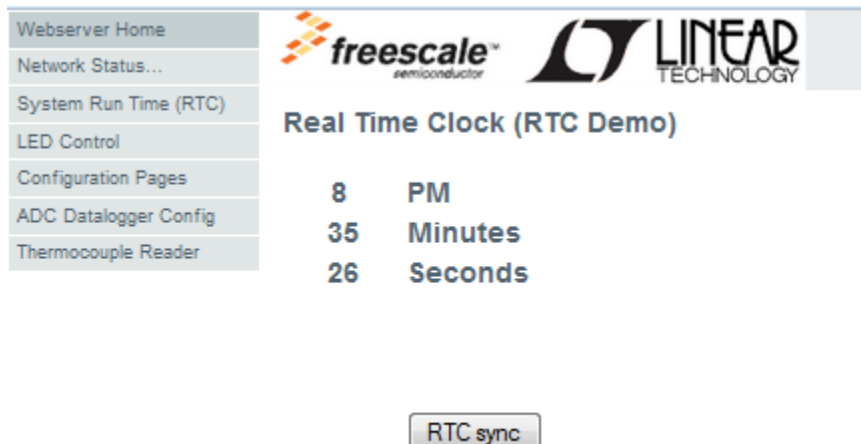 Webserver Home
Network Status...
System Run Time (RTC)
LED Control
Configuration Pages
ADC Datalogger Config
Thermocouple Reader
freescale™
semiconductor
LINEAR
TECHNOLOGY
Real Time Clock (RTC Demo)
8 PM
35 Minutes
26 Seconds
RTC sync